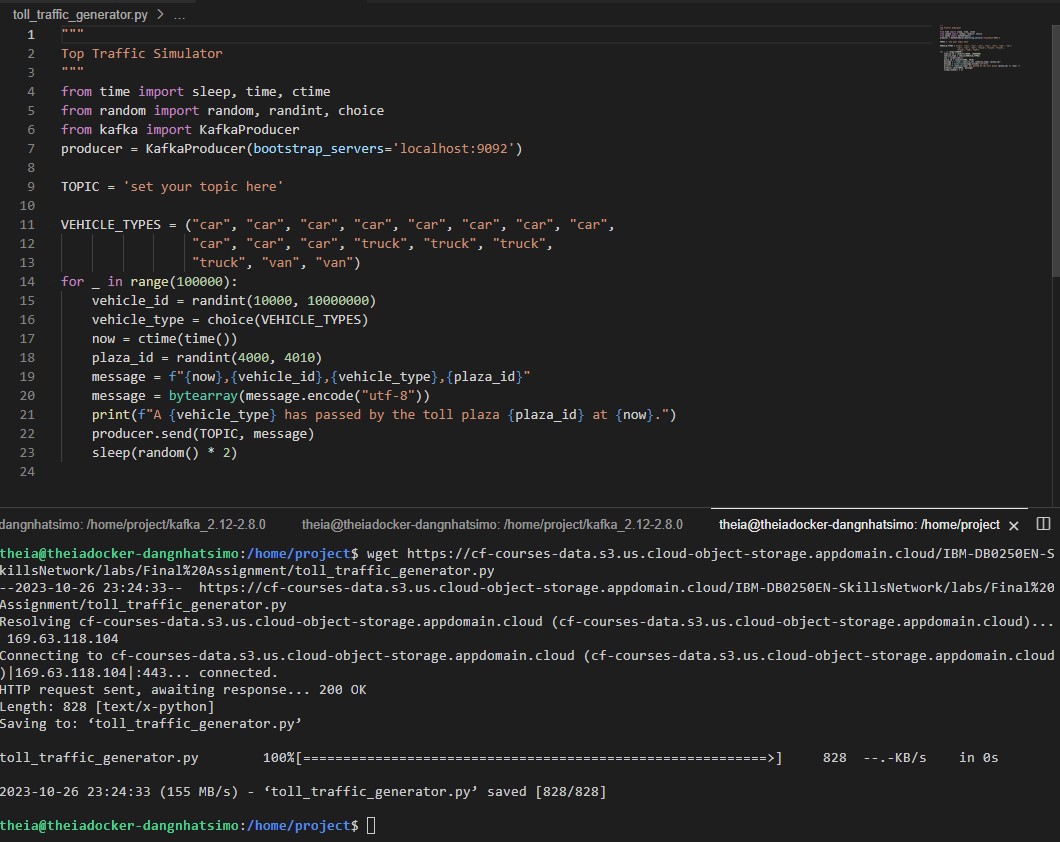 toll_traffic_generator.py > ...
1 """
2 Top Traffic Simulator
3 """
4 from time import sleep, time, ctime
5 from random import random, randint, choice
6 from kafka import KafkaProducer
7 producer = KafkaProducer(bootstrap_servers='localhost:9092')
8
9 TOPIC = 'set your topic here'
10
11 VEHICLE_TYPES = ("car", "car", "car", "car", "car", "car", "car", "car",
12 "car", "car", "car", "truck", "truck", "truck",
13 "truck", "van", "van")
14 for _ in range(100000):
15 vehicle_id = randint(10000, 10000000)
16 vehicle_type = choice(VEHICLE_TYPES)
17 now = ctime(time())
18 plaza_id = randint(4000, 4010)
19 message = f"{now},{vehicle_id},{vehicle_type},{plaza_id}"
20 message = bytearray(message.encode("utf-8"))
21 print(f"A {vehicle_type} has passed by the toll plaza {plaza_id} at {now}.")
22 producer.send(TOPIC, message)
23 sleep(random() * 2)
24
dangnhatsimo: /home/project/kafka_2.12-2.8.0 theia@theiadocker-dangnhatsimo: /home/project/kafka_2.12-2.8.0 theia@theiadocker-dangnhatsimo: /home/project
theia@theiadocker-dangnhatsimo:/home/project$ wget https://cf-courses-data.s3.us.cloud-object-storage.appdomain.cloud/IBM-DB0250EN-S
killsNetwork/labs/Final%20Assignment/toll_traffic_generator.py
--2023-10-26 23:24:33-- https://cf-courses-data.s3.us.cloud-object-storage.appdomain.cloud/IBM-DB0250EN-SkillsNetwork/labs/Final%20
Assignment/toll_traffic_generator.py
Resolving cf-courses-data.s3.us.cloud-object-storage.appdomain.cloud (cf-courses-data.s3.us.cloud-object-storage.appdomain.cloud)...
169.63.118.104
Connecting to cf-courses-data.s3.us.cloud-object-storage.appdomain.cloud (cf-courses-data.s3.us.cloud-object-storage.appdomain.cloud
)|169.63.118.104|:443... connected.
HTTP request sent, awaiting response... 200 OK
Length: 828 [text/x-python]
Saving to: ‘toll_traffic_generator.py’
toll_traffic_generator.py 100%[===========================================================>] 828 --.-KB/s in 0s
2023-10-26 23:24:33 (155 MB/s) - ‘toll_traffic_generator.py’ saved [828/828]
theia@theiadocker-dangnhatsimo:/home/project$